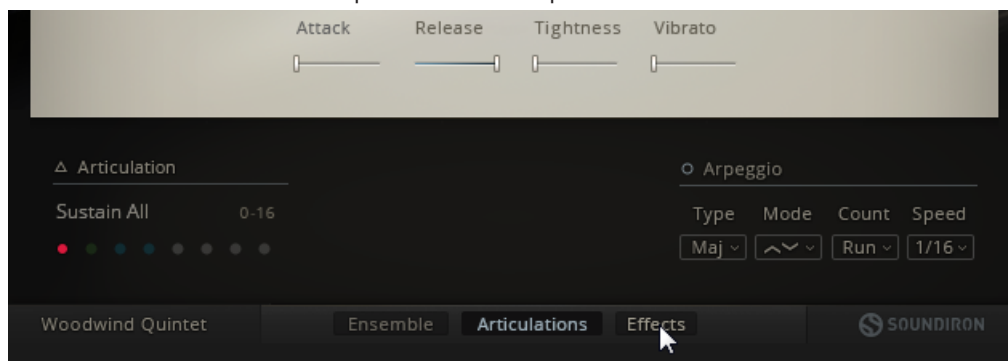 Attack Release Tightness Vibrato
Articulation
Arpeggio
Sustain All 0-16
Type Mode Count Speed
Maj Run 1/16
Woodwind Quintet Ensemble Articulations Effects SOUNDIRON